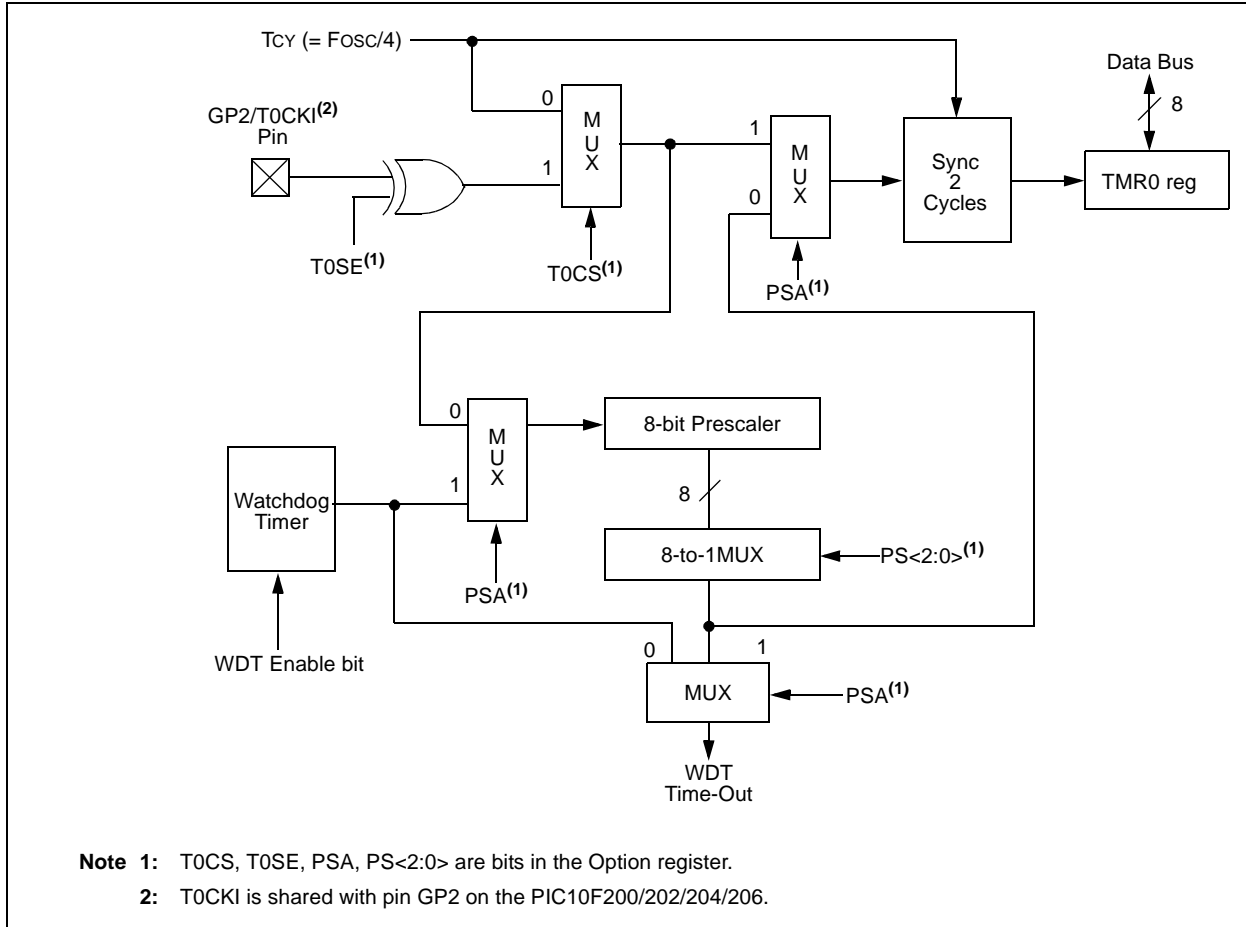 TCY (= FOSC/4)
Data Bus
GP2/T0CKI(2)
Pin
0
1
M
U
X
1
0
M
U
X
Sync
2
Cycles
8
TMR0 reg
T0SE(1)
T0CS(1)
PSA(1)
0
1
M
U
X
8-bit Prescaler
8
Watchdog
Timer
8-to-1MUX
PS<2:0>(1)
PSA(1)
WDT Enable bit
0
1
MUX
PSA(1)
WDT
Time-Out
Note 1: T0CS, T0SE, PSA, PS<2:0> are bits in the Option register.
2: T0CKI is shared with pin GP2 on the PIC10F200/202/204/206.